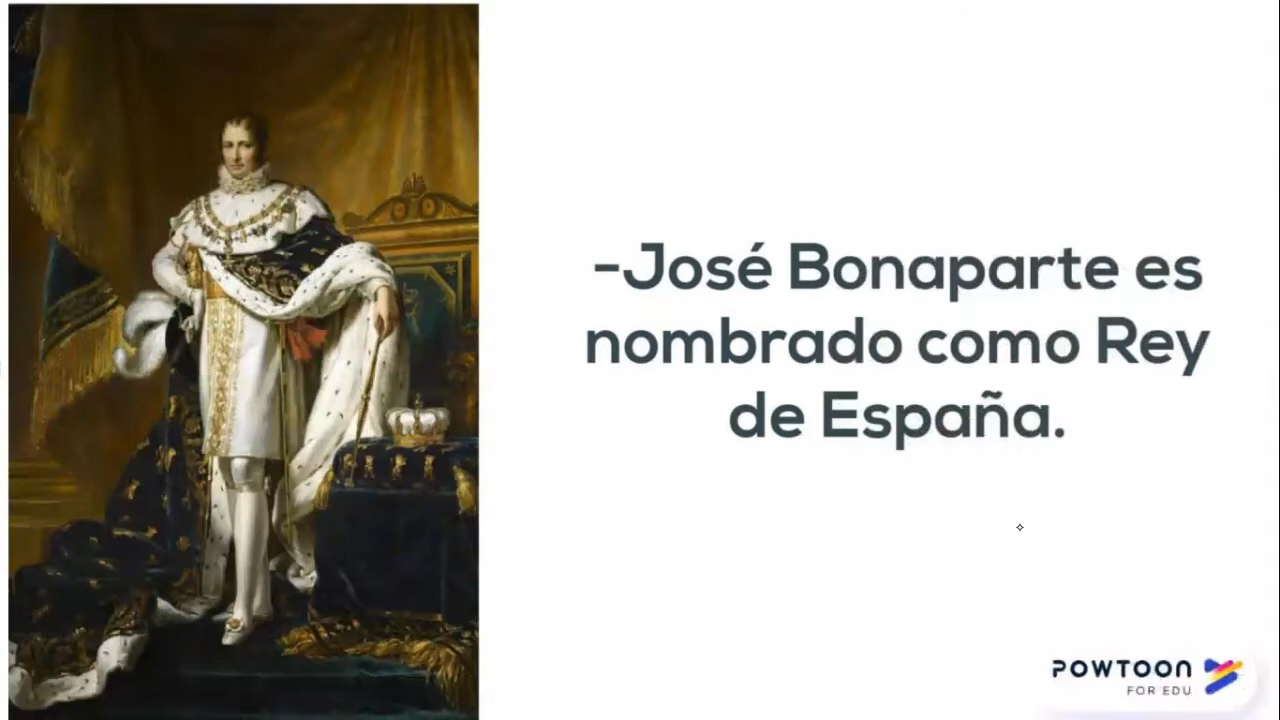 -José Bonaparte es
nombrado como Rey
de España.
POWTOON
FOR EDU